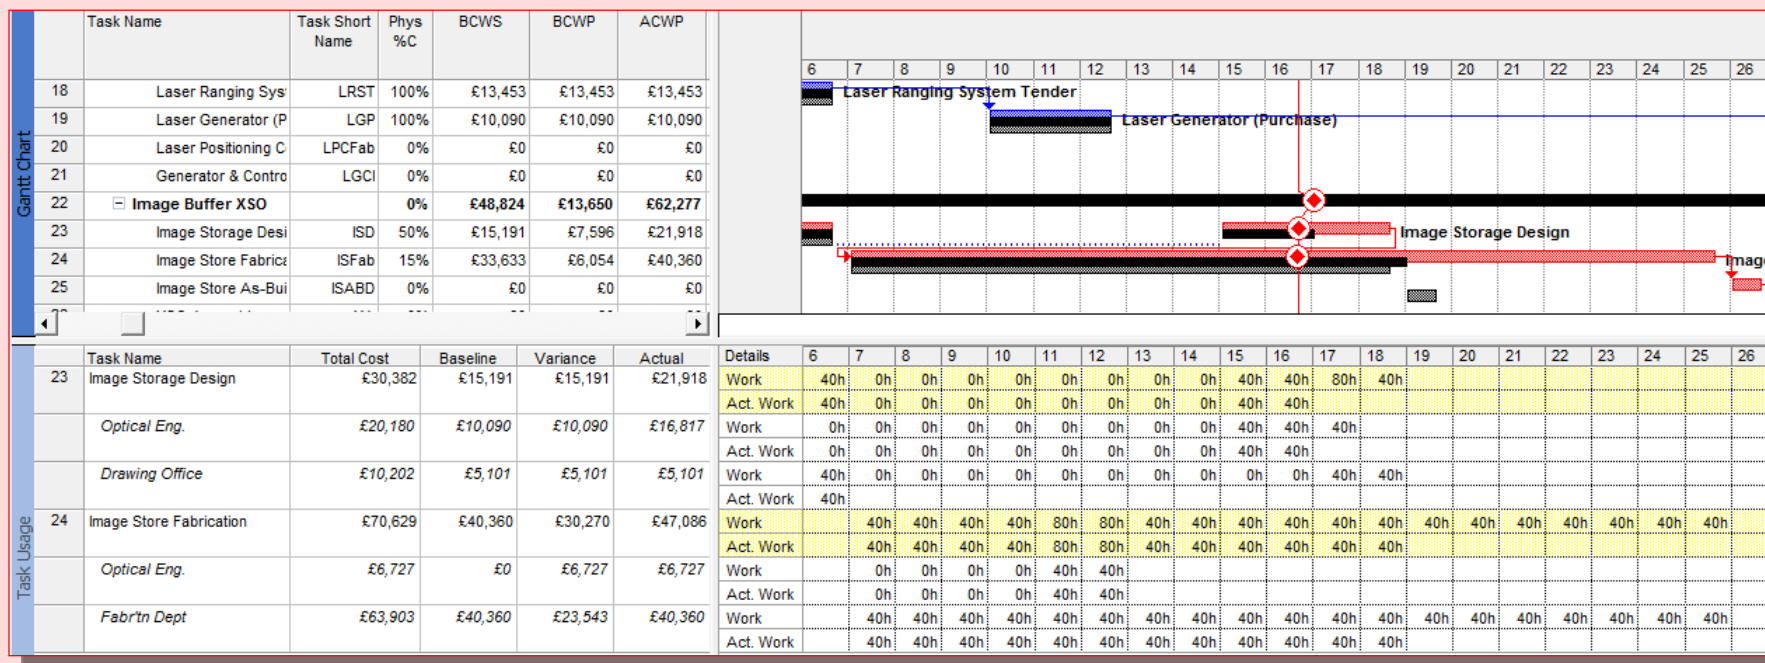 Task Name Task Short Name Phys %C BCWS BCWP ACWP
6 7 8 9 10 11 12 13 14 15 16 17 18 19 20 21 22 23 24 25 26
18 Laser Ranging Sys LRST 100% £13,453 £13,453 £13,453 Laser Ranging System Tender
19 Laser Generator (P LGP 100% £10,090 £10,090 £10,090 Laser Generator (Purchase)
20 Laser Positioning C LPCFab 0% £0 £0 £0
21 Generator & Contro LGCI 0% £0 £0 £0
22 Image Buffer XSO 0% £48,824 £13,650 £62,277
23 Image Storage Desi ISD 50% £15,191 £7,596 £21,918 Image Storage Design
24 Image Store Fabrica ISFab 15% £33,633 £6,054 £40,360 Imag
25 Image Store As-Bui ISABD 0% £0 £0 £0
Gantt Chart
Task Name Total Cost Baseline Variance Actual Details 6 7 8 9 10 11 12 13 14 15 16 17 18 19 20 21 22 23 24 25 26
23 Image Storage Design £30,382 £15,191 £15,191 £21,918 Work 40h 0h 0h 0h 0h 0h 0h 0h 0h 40h 40h 80h 40h
Act. Work 40h 0h 0h 0h 0h 0h 0h 0h 0h 40h 40h
Optical Eng. £20,180 £10,090 £10,090 £16,817 Work 0h 0h 0h 0h 0h 0h 0h 0h 0h 40h 40h 40h
Act. Work 0h 0h 0h 0h 0h 0h 0h 0h 0h 40h 40h
Drawing Office £10,202 £5,101 £5,101 £5,101 Work 40h 0h 0h 0h 0h 0h 0h 0h 0h 0h 0h 40h 40h
Act. Work 40h
24 Image Store Fabrication £70,629 £40,360 £30,270 £47,086 Work 40h 40h 40h 40h 80h 80h 40h 40h 40h 40h 40h 40h 40h 40h 40h 40h 40h 40h 40h
Act. Work 40h 40h 40h 40h 80h 80h 40h 40h 40h 40h 40h 40h
Optical Eng. £6,727 £0 £6,727 £6,727 Work 0h 0h 0h 0h 40h 40h
Act. Work 0h 0h 0h 0h 40h 40h
Fabr'tn Dept £63,903 £40,360 £23,543 £40,360 Work 40h 40h 40h 40h 40h 40h 40h 40h 40h 40h 40h 40h 40h 40h 40h 40h 40h 40h 40h
Act. Work 40h 40h 40h 40h 40h 40h 40h 40h 40h 40h 40h 40h
Task Usage